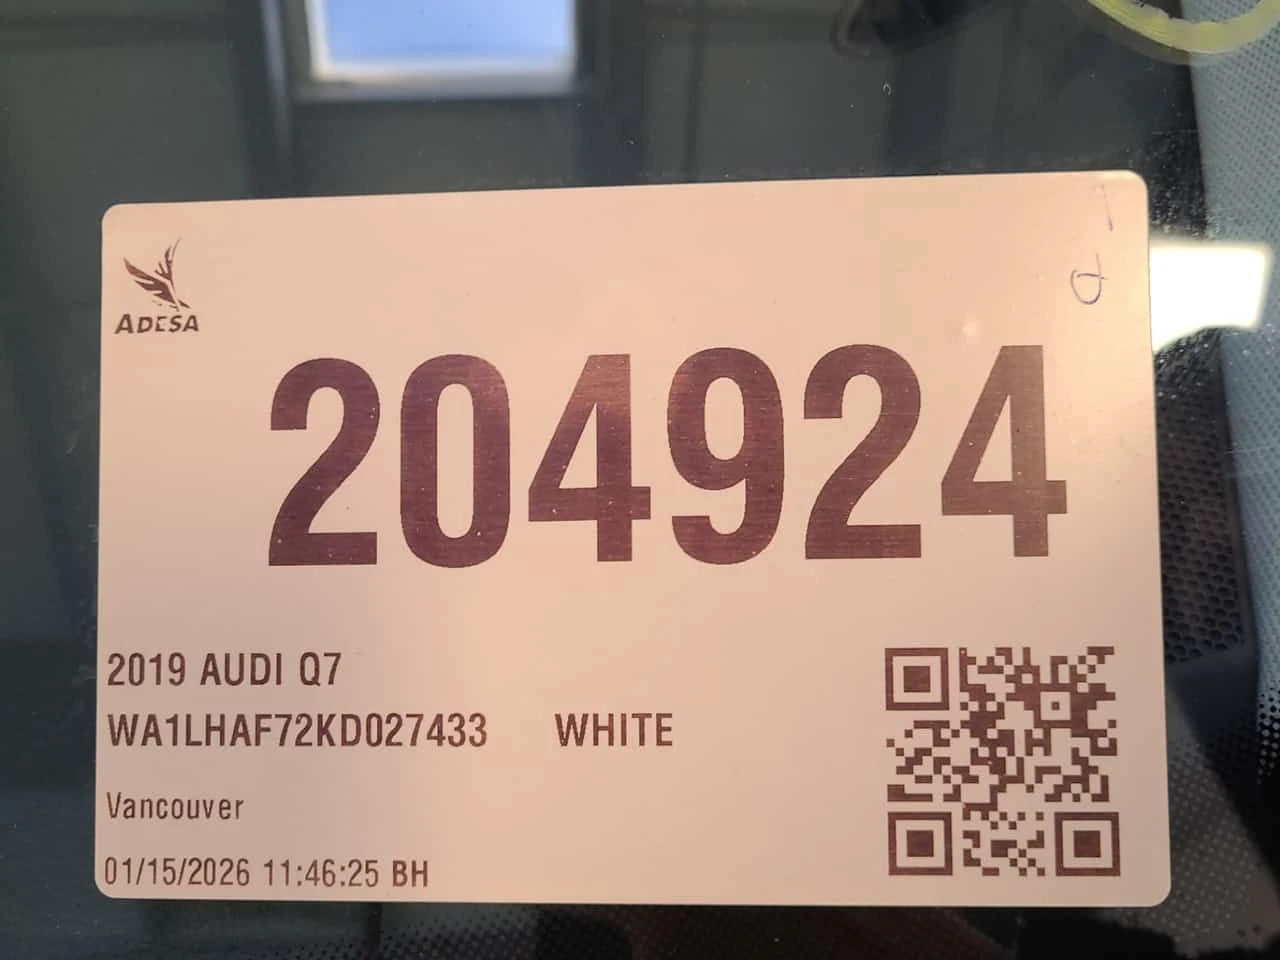 ADESA
204924
2019 AUDI Q7
WA1LHAF72KD027433 WHITE
Vancouver
01/15/2026 11:46:25 BH